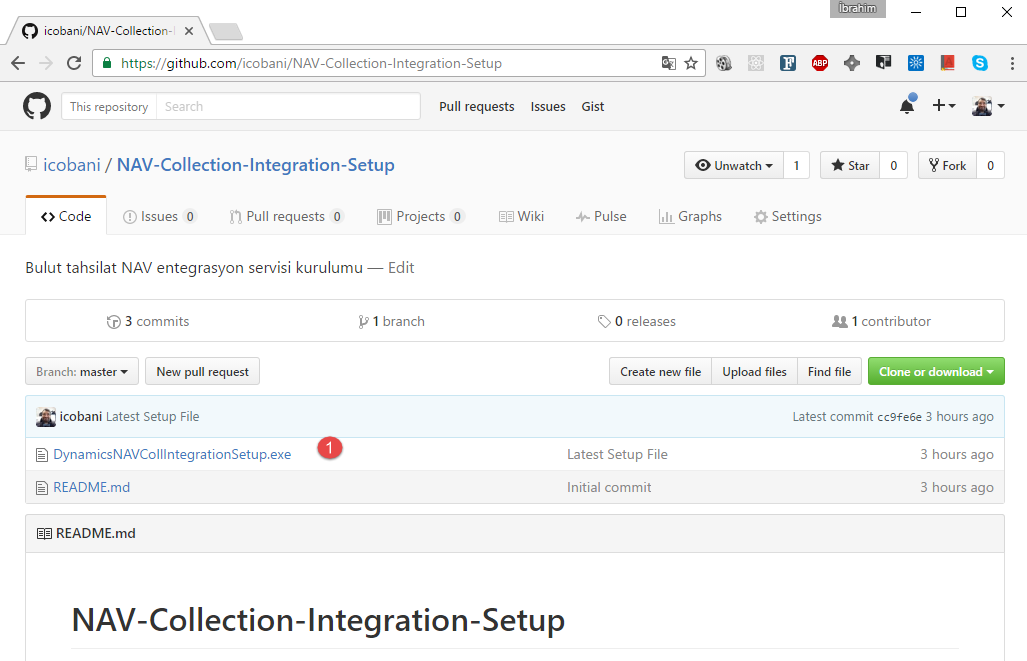 İbrahim
icobani/NAV-Collection-I
https://github.com/icobani/NAV-Collection-Integration-Setup
ABP
This repository Search Pull requests Issues Gist
icobani / NAV-Collection-Integration-Setup Unwatch 1 Star 0 Fork 0
Code Issues 0 Pull requests 0 Projects 0 Wiki Pulse Graphs Settings
Bulut tahsilat NAV entegrasyon servisi kurulumu — Edit
3 commits 1 branch 0 releases 1 contributor
Branch: master New pull request Create new file Upload files Find file Clone or download
icobani Latest Setup File Latest commit cc9fe6e 3 hours ago
DynamicsNAVCollIntegrationSetup.exe 1 Latest Setup File 3 hours ago
README.md Initial commit 3 hours ago
README.md
NAV-Collection-Integration-Setup